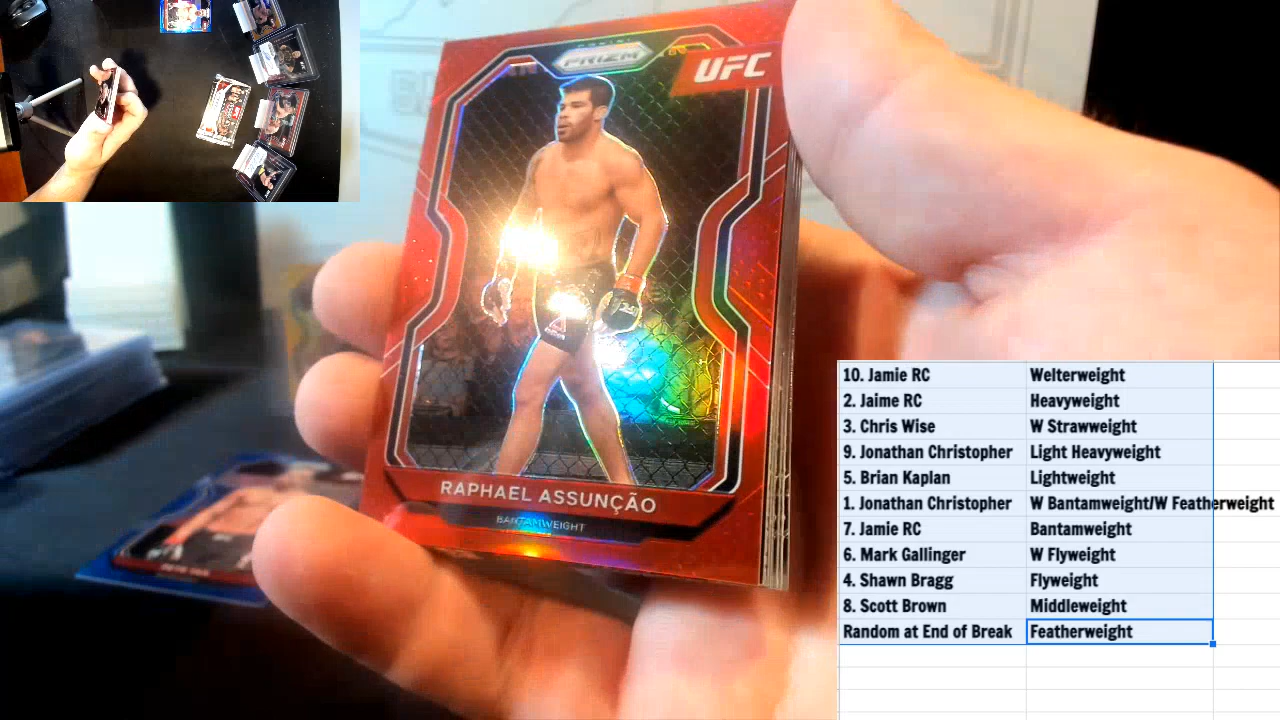 PRIZM
UFC
RAPHAEL ASSUNÇÃO
BANTAMWEIGHT
10. Jamie RC Welterweight
2. Jaime RC Heavyweight
3. Chris Wise W Strawweight
9. Jonathan Christopher Light Heavyweight
5. Brian Kaplan Lightweight
1. Jonathan Christopher W Bantamweight/W Featherweight
7. Jamie RC Bantamweight
6. Mark Gallinger W Flyweight
4. Shawn Bragg Flyweight
8. Scott Brown Middleweight
Random at End of Break Featherweight